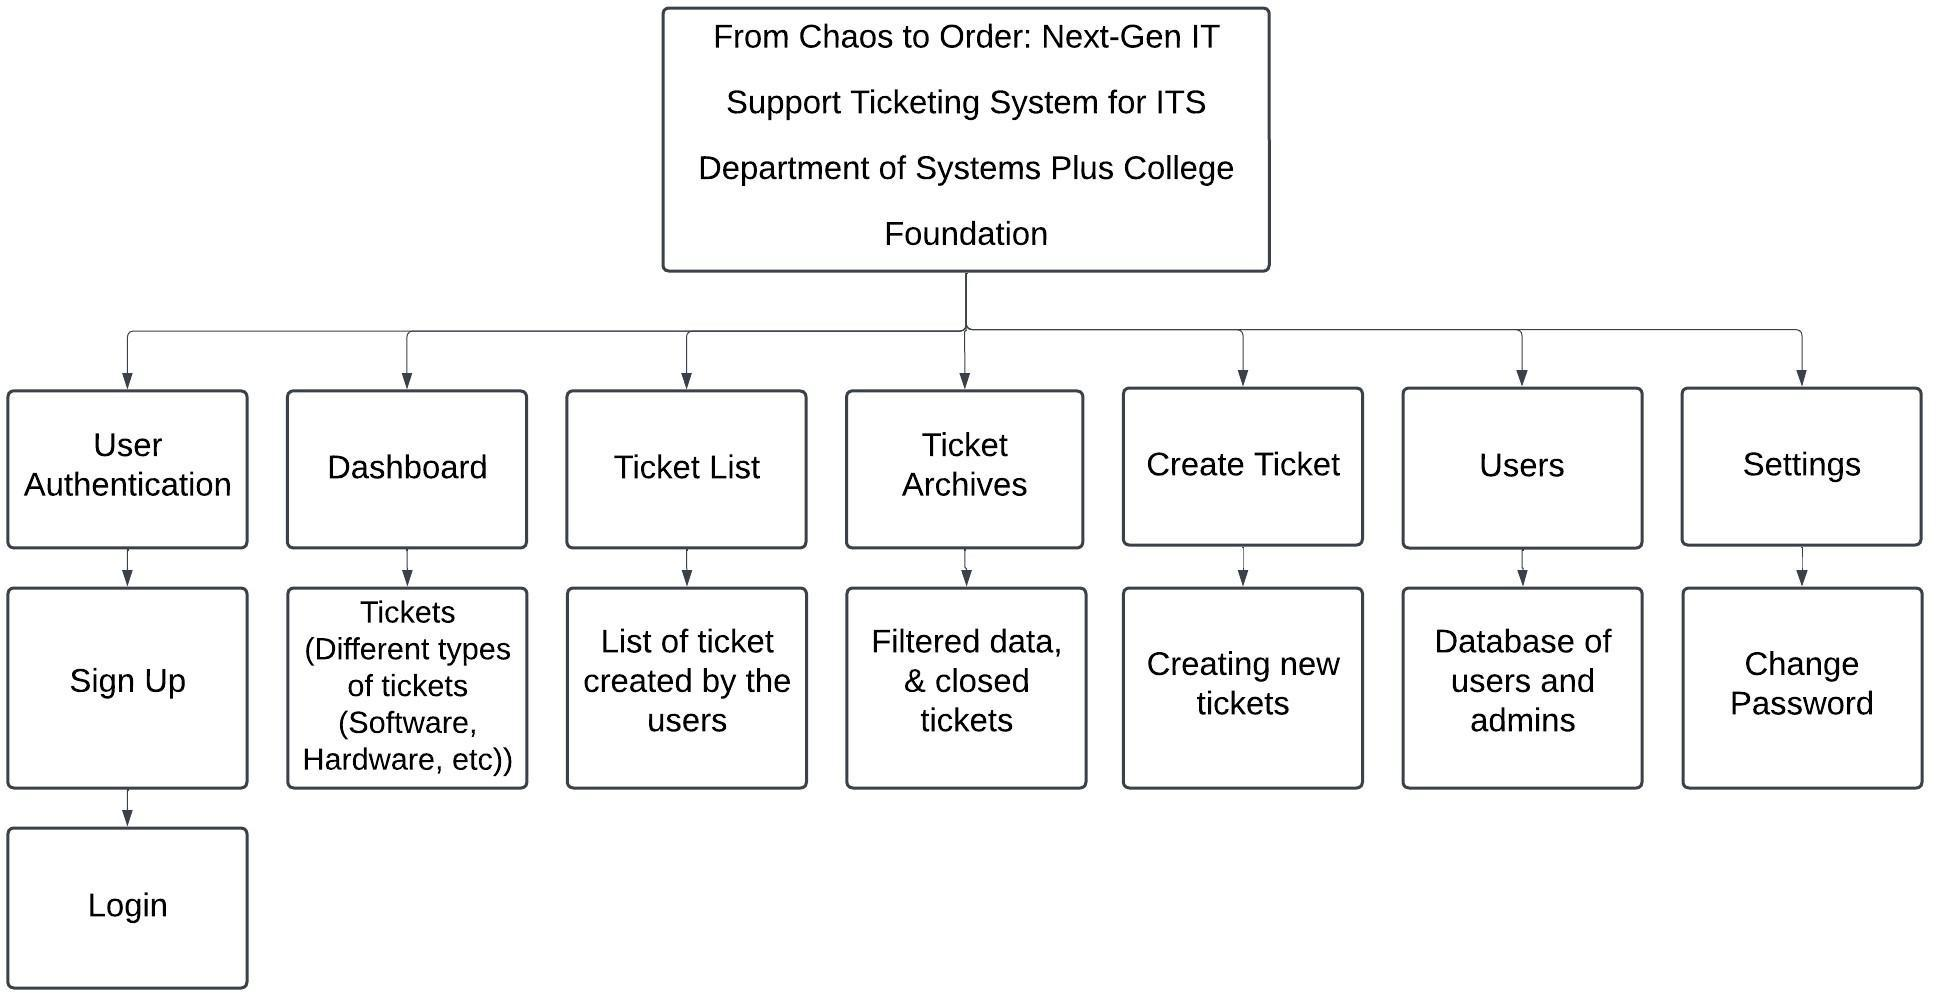 From Chaos to Order: Next-Gen IT
Support Ticketing System for ITS
Department of Systems Plus College
Foundation
User
Authentication
Dashboard
Ticket List
Ticket
Archives
Create Ticket
Users
Settings
Sign Up
Tickets
(Different types
of tickets
(Software,
Hardware, etc))
List of ticket
created by the
users
Filtered data,
& closed
tickets
Creating new
tickets
Database of
users and
admins
Change
Password
Login